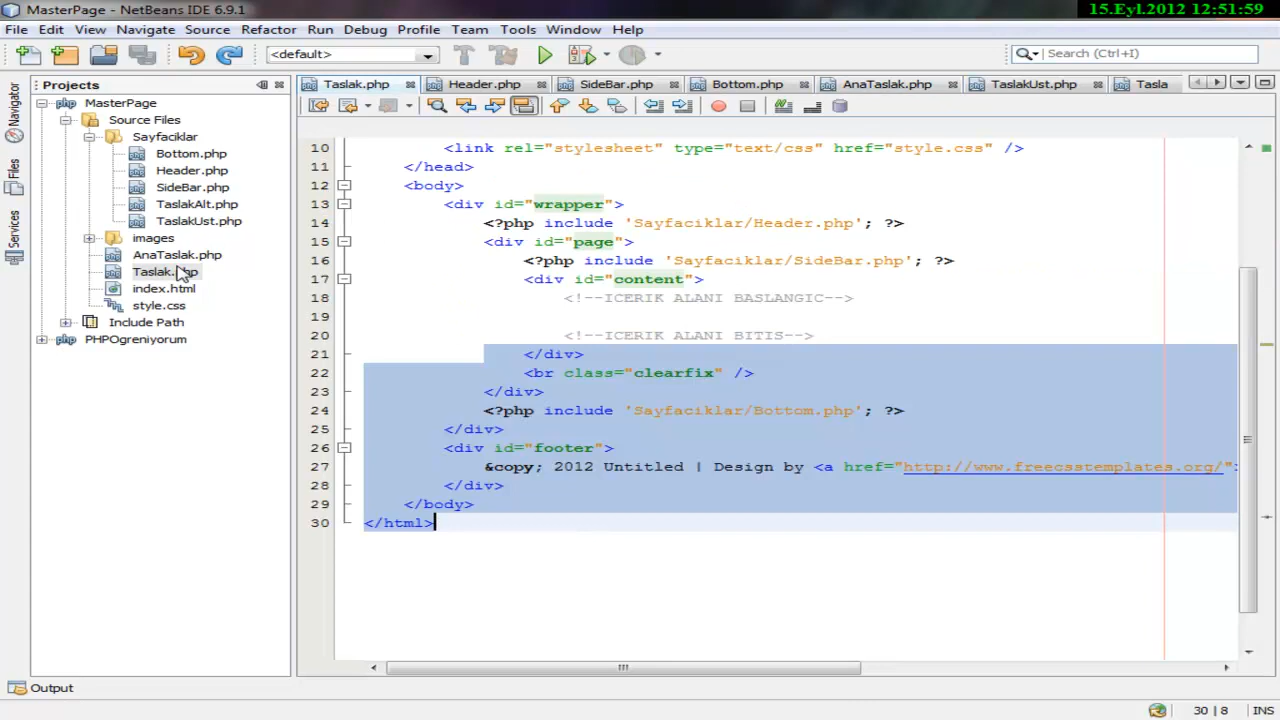 MasterPage - NetBeans IDE 6.9.1
15.Eyl.2012 12:51:59
File Edit View Navigate Source Refactor Run Debug Profile Team Tools Window Help
<default>
Search (Ctrl+I)
Projects
Taslak.php Header.php SideBar.php Bottom.php AnaTaslak.php TaslakUst.php Tasla
Navigator
Files
Services
MasterPage
Source Files
Sayfaciklar
Bottom.php
Header.php
SideBar.php
TaslakAlt.php
TaslakUst.php
images
AnaTaslak.php
Taslak.php
index.html
style.css
Include Path
PHPOgreniyorum
10 <link rel="stylesheet" type="text/css" href="style.css" />
11 </head>
12 <body>
13 <div id="wrapper">
14 <?php include 'Sayfaciklar/Header.php'; ?>
15 <div id="page">
16 <?php include 'Sayfaciklar/SideBar.php'; ?>
17 <div id="content">
18 <!--ICERIK ALANI BASLANGIC-->
19
20 <!--ICERIK ALANI BITIS-->
21 </div>
22 <br class="clearfix" />
23 </div>
24 <?php include 'Sayfaciklar/Bottom.php'; ?>
25 </div>
26 <div id="footer">
27 &copy; 2012 Untitled | Design by <a href="http://www.freecsstemplates.org/">
28 </div>
29 </body>
30 </html>
Output
30 | 8 INS